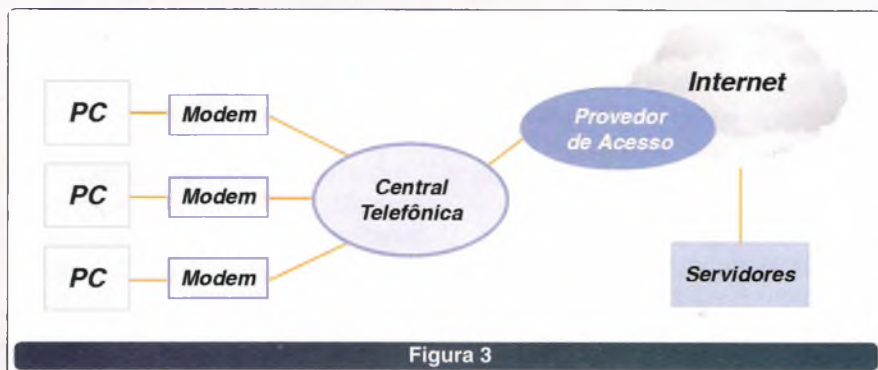 PC
Modem
PC
Modem
PC
Modem
Central
Telefônica
Provedor
de Acesso
Internet
Servidores
Figura 3